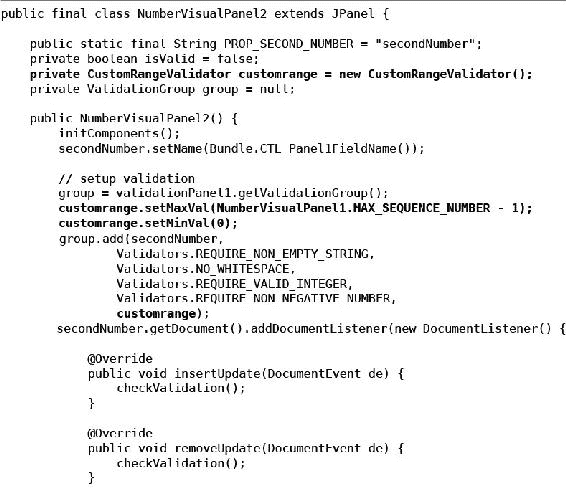 public final class NumberVisualPanel2 extends JPanel {
public static final String PROP_SECOND_NUMBER = "secondNumber";
private boolean isValid = false;
private CustomRangeValidator customrange = new CustomRangeValidator();
private ValidationGroup group = null;
public NumberVisualPanel2() {
initComponents();
secondNumber.setName(Bundle.CTL_Panel1FieldName());
// setup validation
group = validationPanel1.getValidationGroup();
customrange.setMaxVal(NumberVisualPanel1.MAX_SEQUENCE_NUMBER - 1);
customrange.setMinVal(0);
group.add(secondNumber,
Validators.REQUIRE_NON_EMPTY_STRING,
Validators.NO_WHITESPACE,
Validators.REQUIRE_VALID_INTEGER,
Validators.REQUIRE_NON_NEGATIVE_NUMBER,
customrange);
secondNumber.getDocument().addDocumentListener(new DocumentListener() {
@Override
public void insertUpdate(DocumentEvent de) {
checkValidation();
}
@Override
public void removeUpdate(DocumentEvent de) {
checkValidation();
}